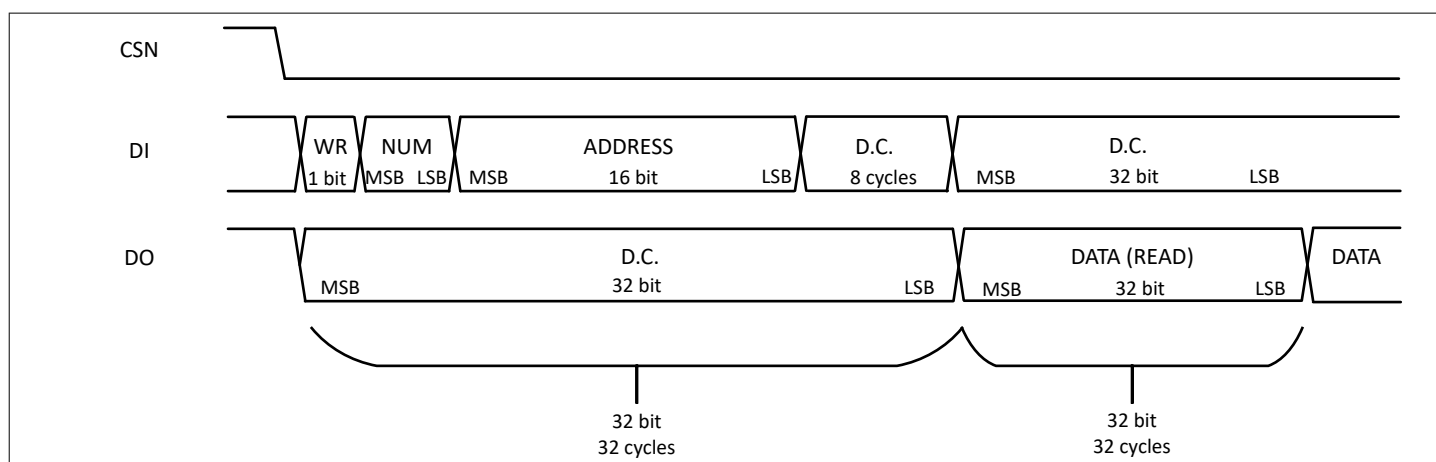 CSN
DI
WR
1 bit
NUM
MSB LSB
ADDRESS
MSB 16 bit LSB
D.C.
8 cycles
D.C.
MSB 32 bit LSB
DO
D.C.
MSB 32 bit LSB
DATA (READ)
MSB 32 bit LSB
DATA
32 bit
32 cycles
32 bit
32 cycles